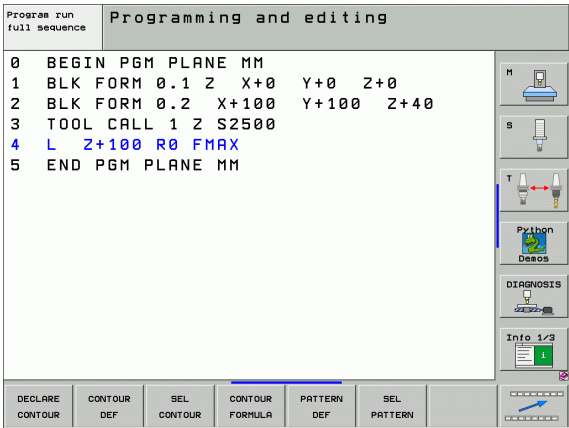 Program run
full sequence
Programming and editing
0 BEGIN PGM PLANE MM
1 BLK FORM 0.1 Z X+0 Y+0 Z+0
2 BLK FORM 0.2 X+100 Y+100 Z+40
3 TOOL CALL 1 Z S2500
4 L Z+100 R0 FMAX
5 END PGM PLANE MM
M
S
T
Python
Demos
DIAGNOSIS
Info 1/3
i
DECLARE
CONTOUR
CONTOUR
DEF
SEL
CONTOUR
CONTOUR
FORMULA
PATTERN
DEF
SEL
PATTERN